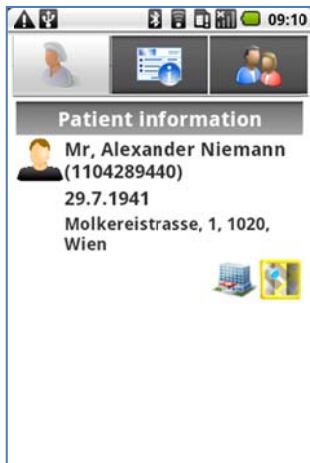 09:10
Patient information
Mr, Alexander Niemann
(1104289440)
29.7.1941
Molkereistrasse, 1, 1020,
Wien